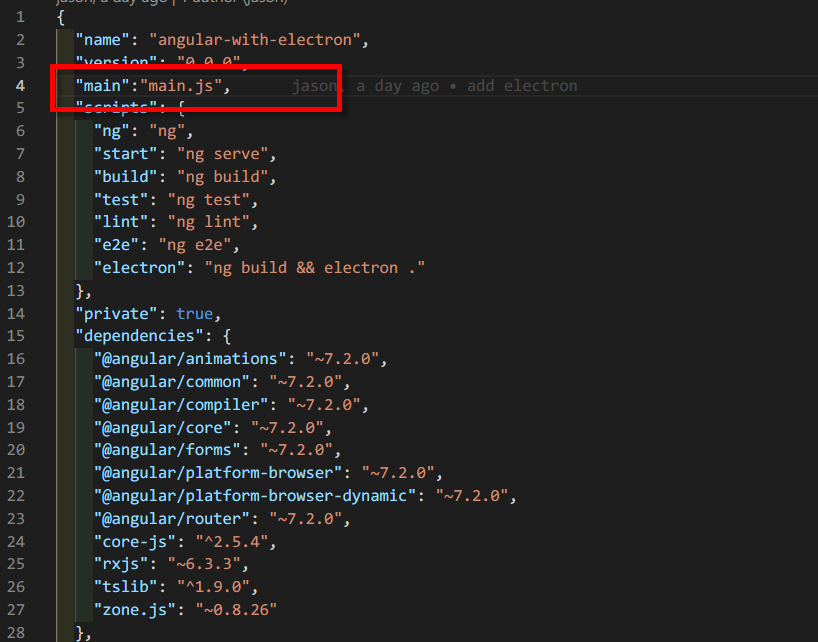 jason, a day ago | 1 author (jason)
1 {
2 "name": "angular-with-electron",
3 "version": "0.0.0",
4 "main":"main.js", jason, a day ago • add electron
5 "scripts": {
6 "ng": "ng",
7 "start": "ng serve",
8 "build": "ng build",
9 "test": "ng test",
10 "lint": "ng lint",
11 "e2e": "ng e2e",
12 "electron": "ng build && electron ."
13 },
14 "private": true,
15 "dependencies": {
16 "@angular/animations": "~7.2.0",
17 "@angular/common": "~7.2.0",
18 "@angular/compiler": "~7.2.0",
19 "@angular/core": "~7.2.0",
20 "@angular/forms": "~7.2.0",
21 "@angular/platform-browser": "~7.2.0",
22 "@angular/platform-browser-dynamic": "~7.2.0",
23 "@angular/router": "~7.2.0",
24 "core-js": "^2.5.4",
25 "rxjs": "~6.3.3",
26 "tslib": "^1.9.0",
27 "zone.js": "~0.8.26"
28 },